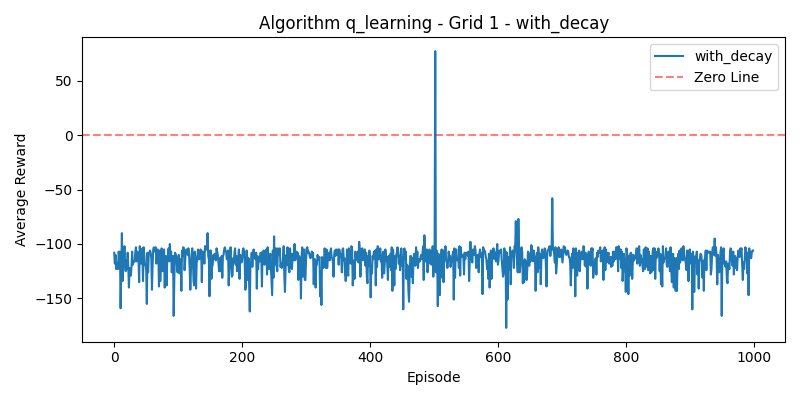 Algorithm q_learning - Grid 1 - with_decay
with_decay
Zero Line
Average Reward
50
0
−50
−100
−150
0
200
400
600
800
1000
Episode